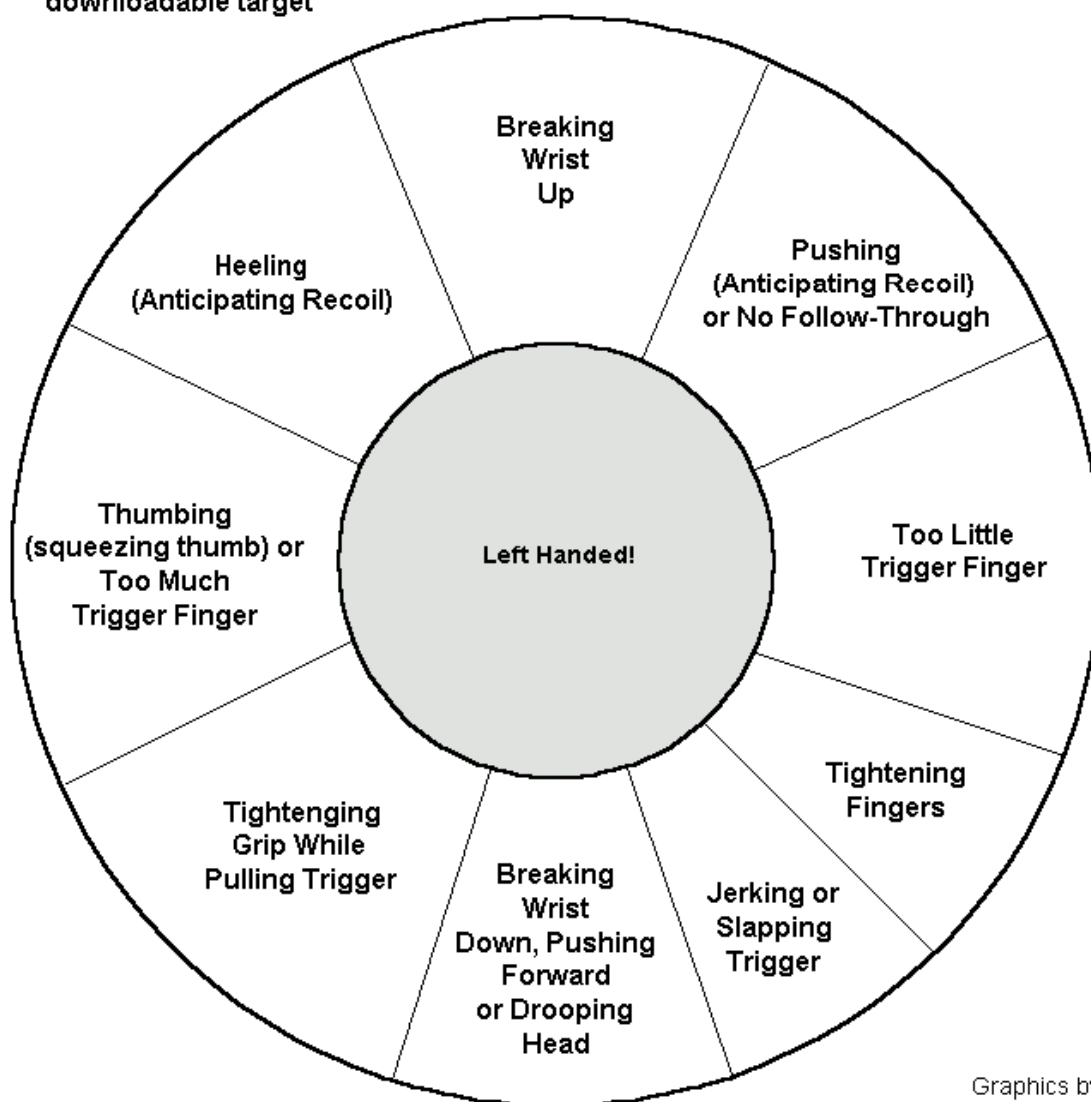 downloadable target
Breaking
Wrist
Up
Pushing
(Anticipating Recoil)
or No Follow-Through
Heeling
(Anticipating Recoil)
Thumbing
(squeezing thumb) or
Too Much
Trigger Finger
Left Handed!
Too Little
Trigger Finger
Tightening
Fingers
Tightenging
Grip While
Pulling Trigger
Breaking
Wrist
Down, Pushing
Forward
or Drooping
Head
Jerking or
Slapping
Trigger
Graphics by